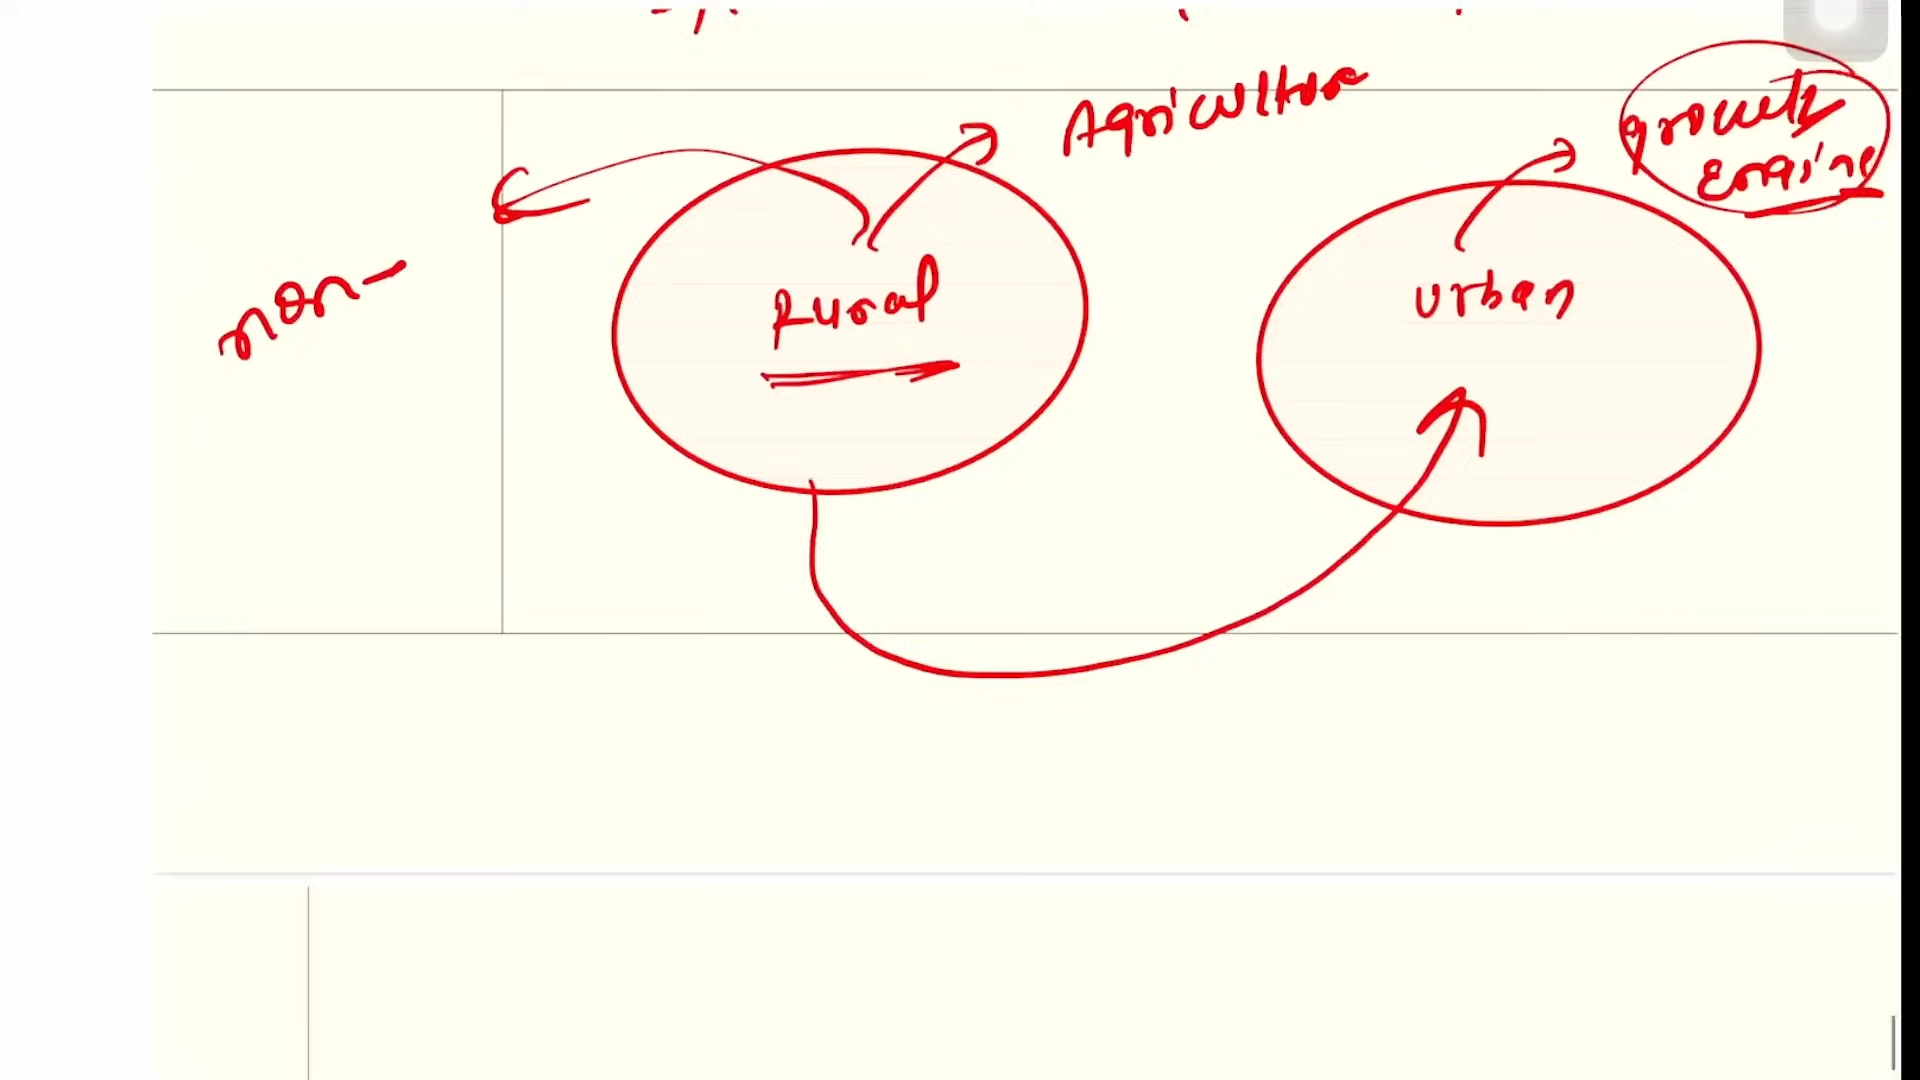 Agriculture
growth
engine
non-
Rural
Urban